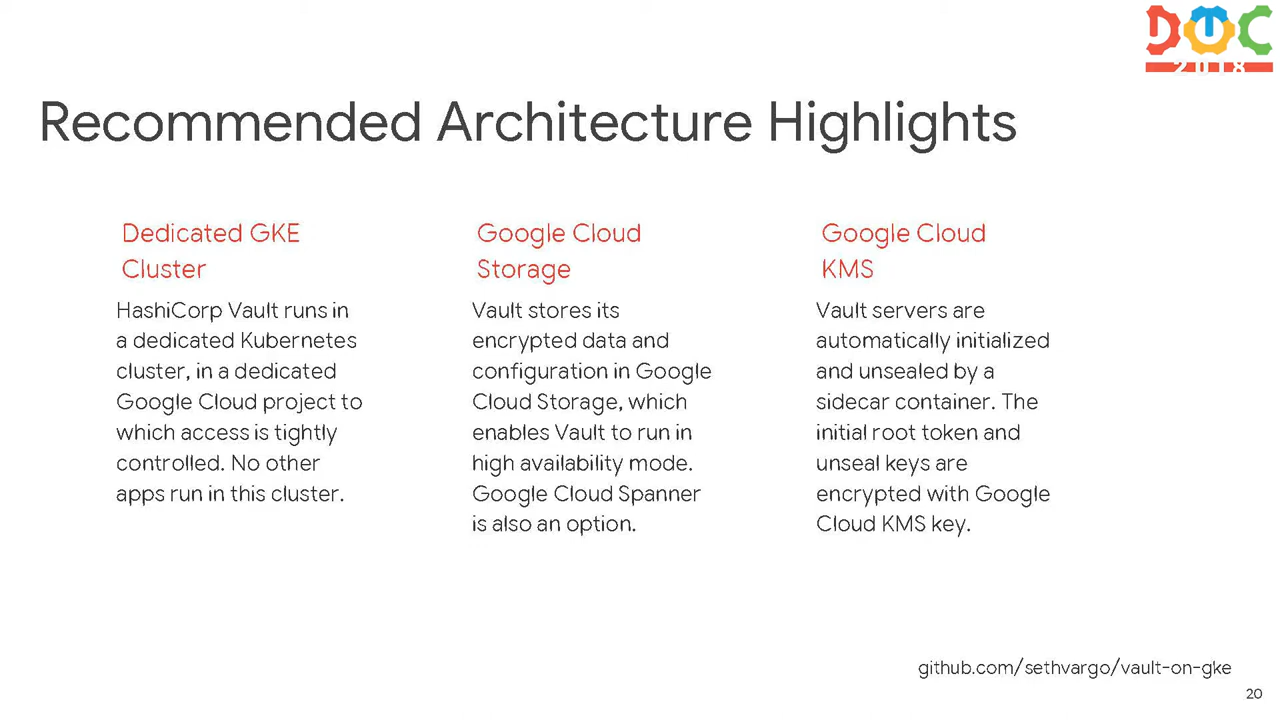 DTC
2018
Recommended Architecture Highlights
Dedicated GKE
Cluster
HashiCorp Vault runs in
a dedicated Kubernetes
cluster, in a dedicated
Google Cloud project to
which access is tightly
controlled. No other
apps run in this cluster.
Google Cloud
Storage
Vault stores its
encrypted data and
configuration in Google
Cloud Storage, which
enables Vault to run in
high availability mode.
Google Cloud Spanner
is also an option.
Google Cloud
KMS
Vault servers are
automatically initialized
and unsealed by a
sidecar container. The
initial root token and
unseal keys are
encrypted with Google
Cloud KMS key.
github.com/sethvargo/vault-on-gke
20